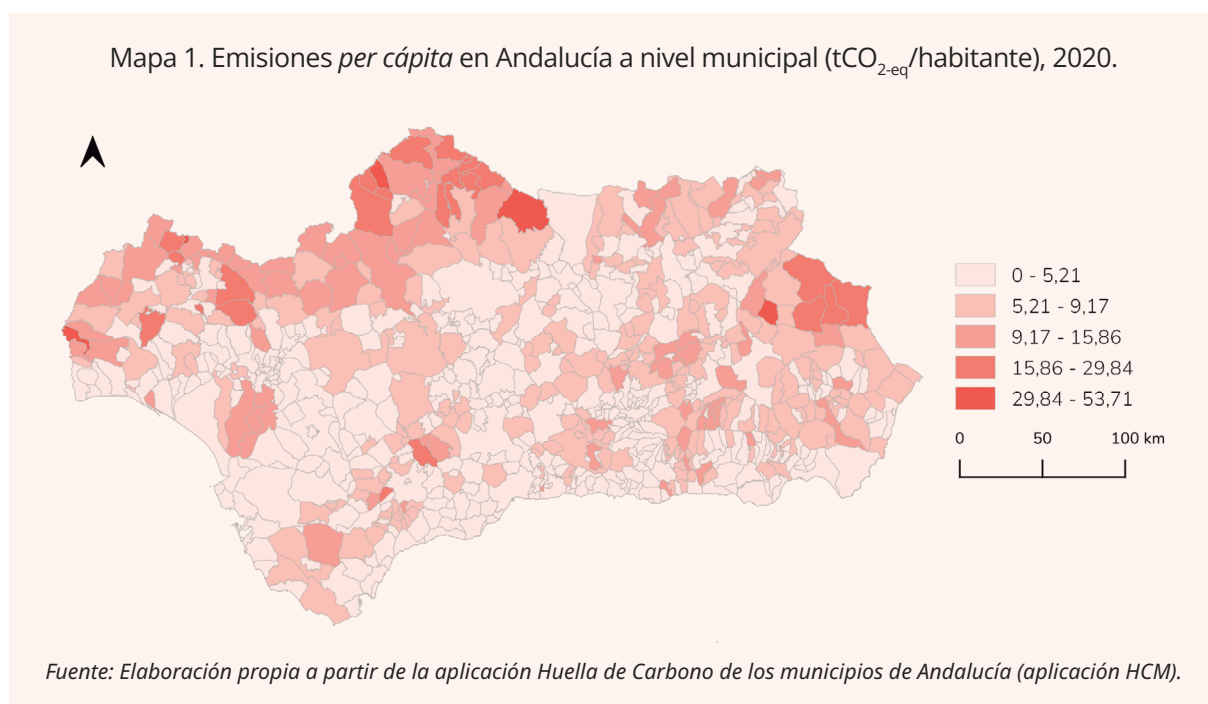 Mapa 1. Emisiones per cápita en Andalucía a nivel municipal (tCO2-eq/habitante), 2020.
0 - 5,21
5,21 - 9,17
9,17 - 15,86
15,86 - 29,84
29,84 - 53,71
0 50 100 km
Fuente: Elaboración propia a partir de la aplicación Huella de Carbono de los municipios de Andalucía (aplicación HCM).